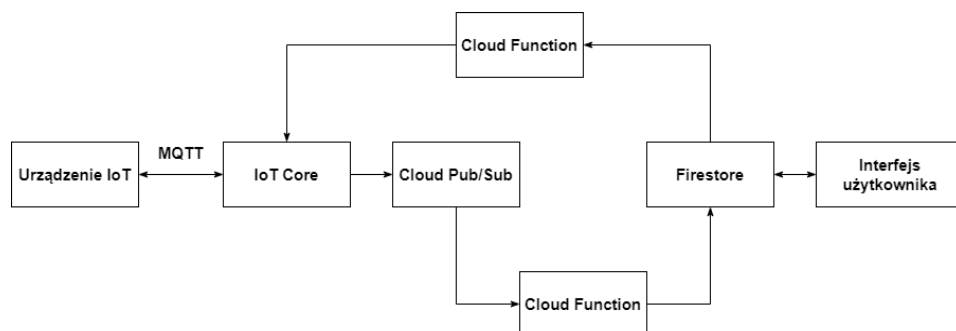 Cloud Function
MQTT
Urządzenie IoT
IoT Core
Cloud Pub/Sub
Firestore
Interfejs
użytkownika
Cloud Function